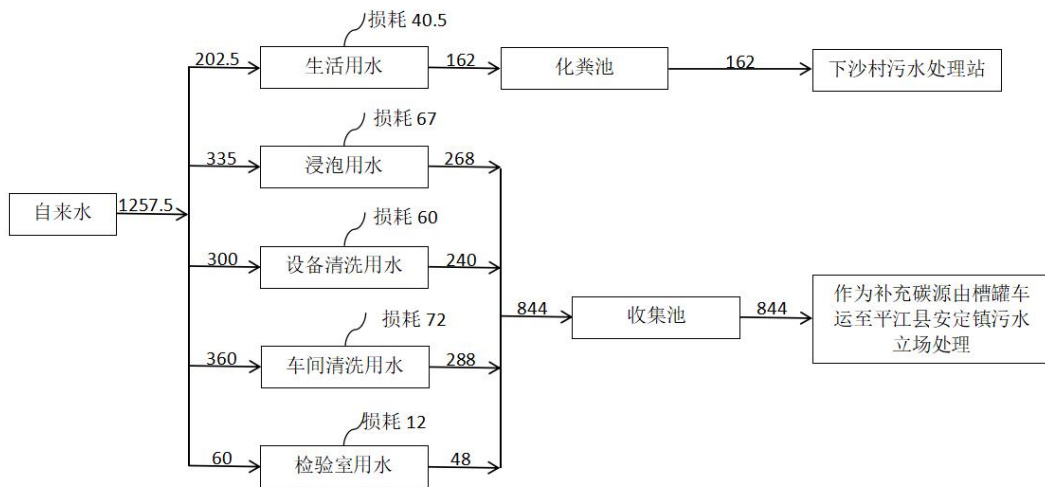 损耗 40.5
202.5
生活用水
162
化粪池
162
下沙村污水处理站
损耗 67
335
浸泡用水
268
自来水
1257.5
损耗 60
300
设备清洗用水
240
844
收集池
844
作为补充碳源由槽罐车
运至平江县安定镇污水
立场处理
损耗 72
360
车间清洗用水
288
损耗 12
60
检验室用水
48